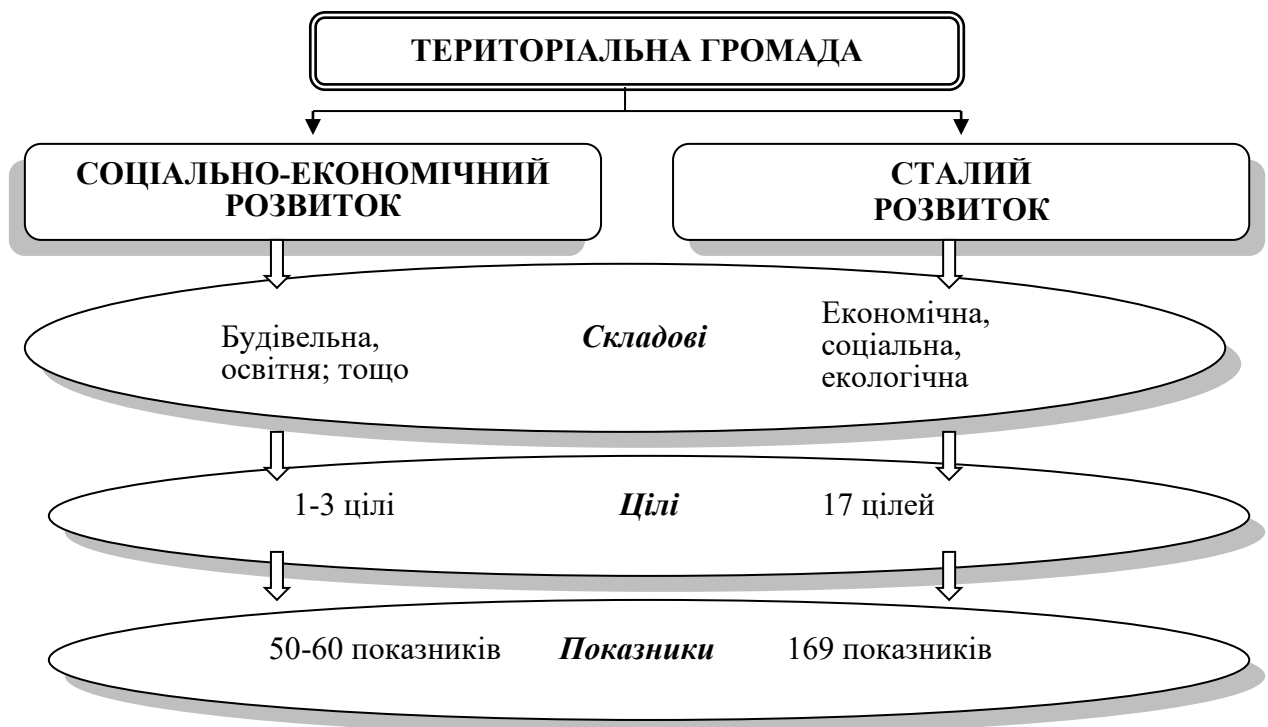 ТЕРИТОРІАЛЬНА ГРОМАДА
СОЦІАЛЬНО-ЕКОНОМІЧНИЙ
РОЗВИТОК
СТАЛИЙ
РОЗВИТОК
Будівельна,
освітня; тощо
Складові
Економічна,
соціальна,
екологічна
1-3 цілі
Цілі
17 цілей
50-60 показників
Показники
169 показників